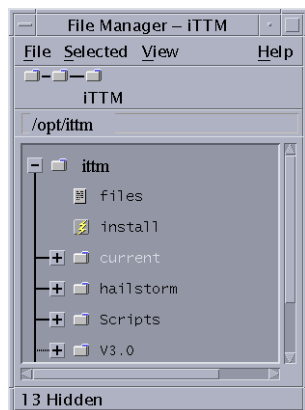 File Manager – iTTM
File Selected View Help
iTTM
/opt/ittm
ittm
files
install
current
hailstorm
Scripts
V3.0
13 Hidden